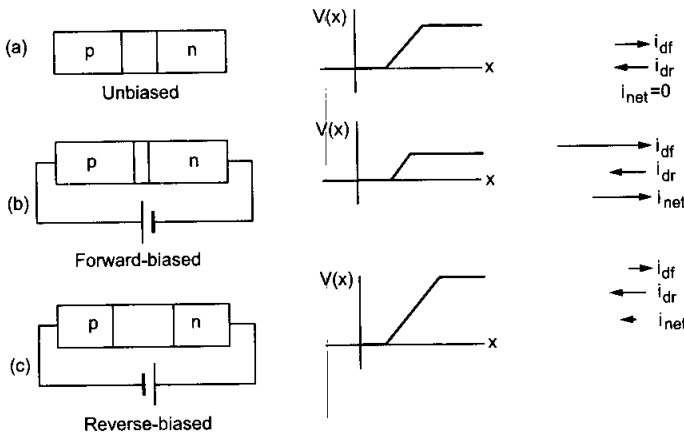 (a)
p
n
Unbiased
V(x)
x
i_df
i_dr
i_net=0
(b)
p
n
Forward-biased
V(x)
x
i_df
i_dr
i_net
(c)
p
n
Reverse-biased
V(x)
x
i_df
i_dr
i_net